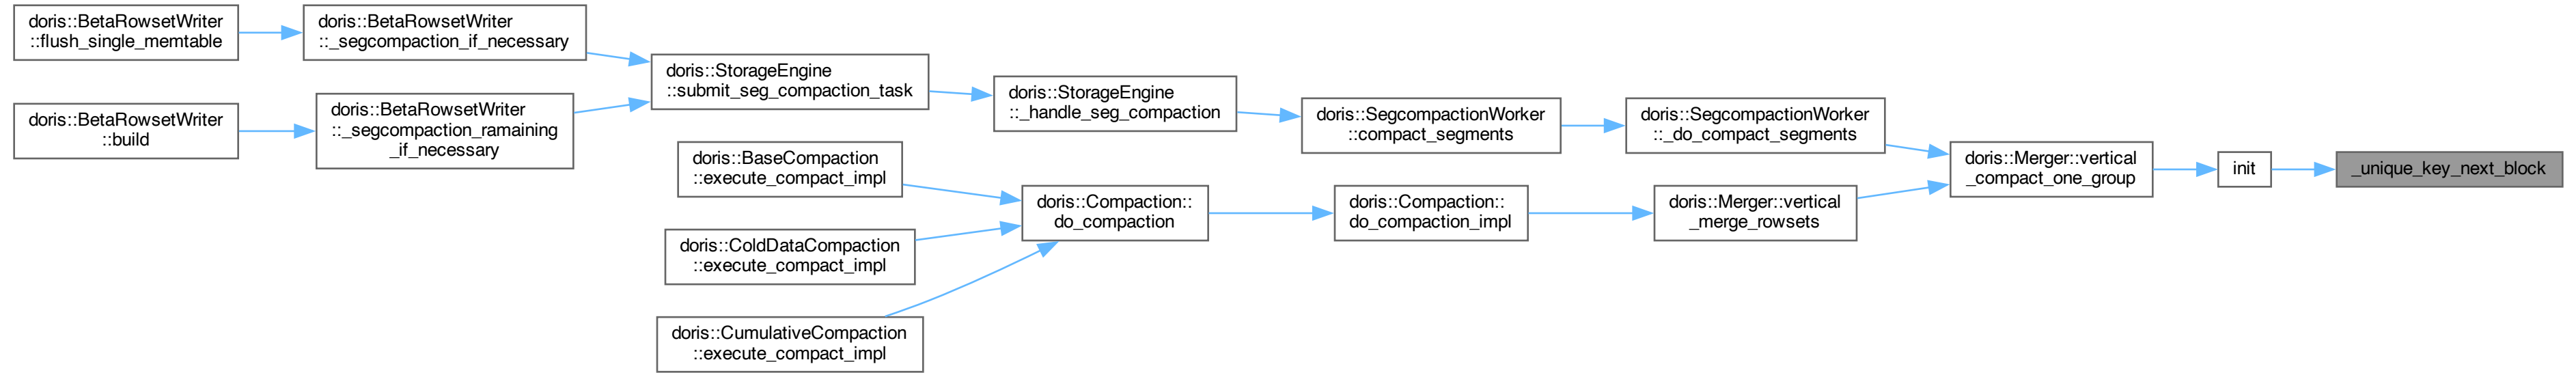 doris::BetaRowsetWriter
::flush_single_memtable
doris::BetaRowsetWriter
::_segcompaction_if_necessary
doris::BetaRowsetWriter
::build
doris::BetaRowsetWriter
::_segcompaction_ramaining
_if_necessary
doris::StorageEngine
::submit_seg_compaction_task
doris::StorageEngine
::_handle_seg_compaction
doris::SegcompactionWorker
::compact_segments
doris::SegcompactionWorker
::_do_compact_segments
doris::BaseCompaction
::execute_compact_impl
doris::ColdDataCompaction
::execute_compact_impl
doris::CumulativeCompaction
::execute_compact_impl
doris::Compaction::
do_compaction
doris::Compaction::
do_compaction_impl
doris::Merger::vertical
_merge_rowsets
doris::Merger::vertical
_compact_one_group
init
_unique_key_next_block